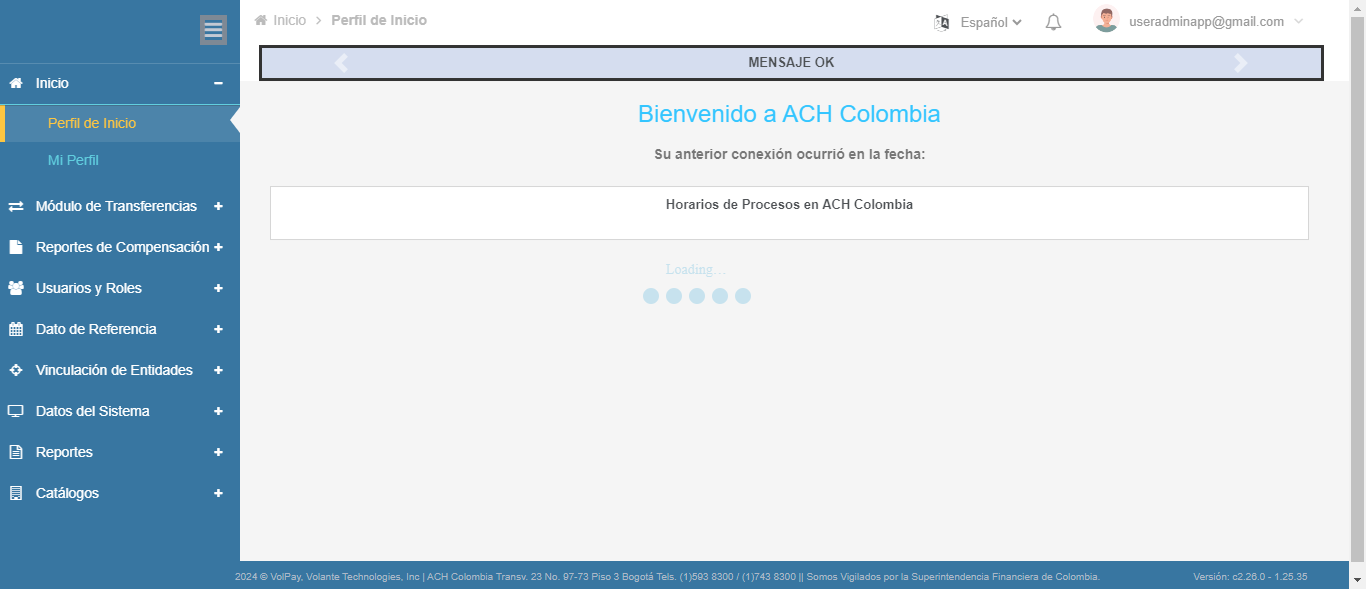 Inicio > Perfil de Inicio
Español
useradminapp@gmail.com
MENSAJE OK
Inicio
Perfil de Inicio
Mi Perfil
Módulo de Transferencias
Reportes de Compensación
Usuarios y Roles
Dato de Referencia
Vinculación de Entidades
Datos del Sistema
Reportes
Catálogos
Bienvenido a ACH Colombia
Su anterior conexión ocurrió en la fecha:
Horarios de Procesos en ACH Colombia
Loading...
2024 © VolPay, Volante Technologies, Inc | ACH Colombia Transv. 23 No. 97-73 Piso 3 Bogotá Tels. (1)593 8300 / (1)743 8300 || Somos Vigilados por la Superintendencia Financiera de Colombia.
Versión: c2.26.0 - 1.25.35